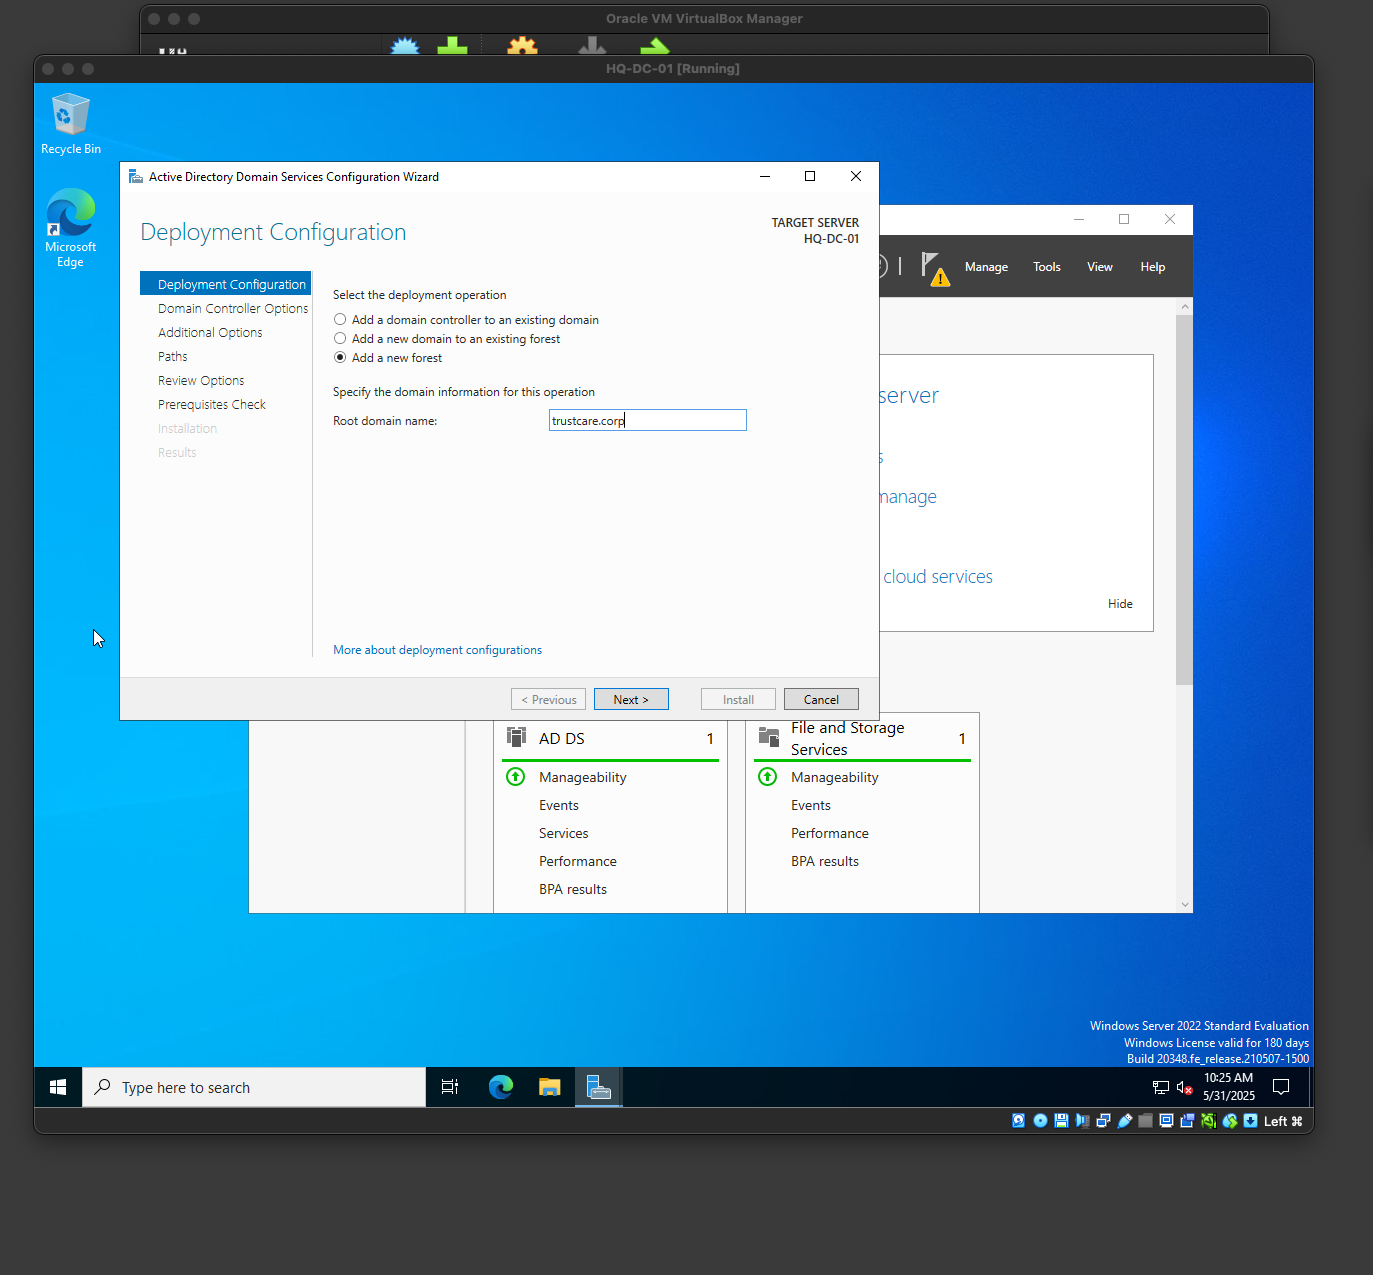 Oracle VM VirtualBox Manager
HQ-DC-01 [Running]
Recycle Bin
Microsoft
Edge
Active Directory Domain Services Configuration Wizard
Deployment Configuration
TARGET SERVER
HQ-DC-01
Deployment Configuration
Domain Controller Options
Additional Options
Paths
Review Options
Prerequisites Check
Installation
Results
Select the deployment operation
Add a domain controller to an existing domain
Add a new domain to an existing forest
Add a new forest
Specify the domain information for this operation
Root domain name:
trustcare.corp
More about deployment configurations
< Previous
Next >
Install
Cancel
Manage
Tools
View
Help
server
s
manage
cloud services
Hide
AD DS
1
Manageability
Events
Services
Performance
BPA results
File and Storage
Services
1
Manageability
Events
Performance
BPA results
Windows Server 2022 Standard Evaluation
Windows License valid for 180 days
Build 20348.fe_release.210507-1500
Type here to search
10:25 AM
5/31/2025
Left ⌘